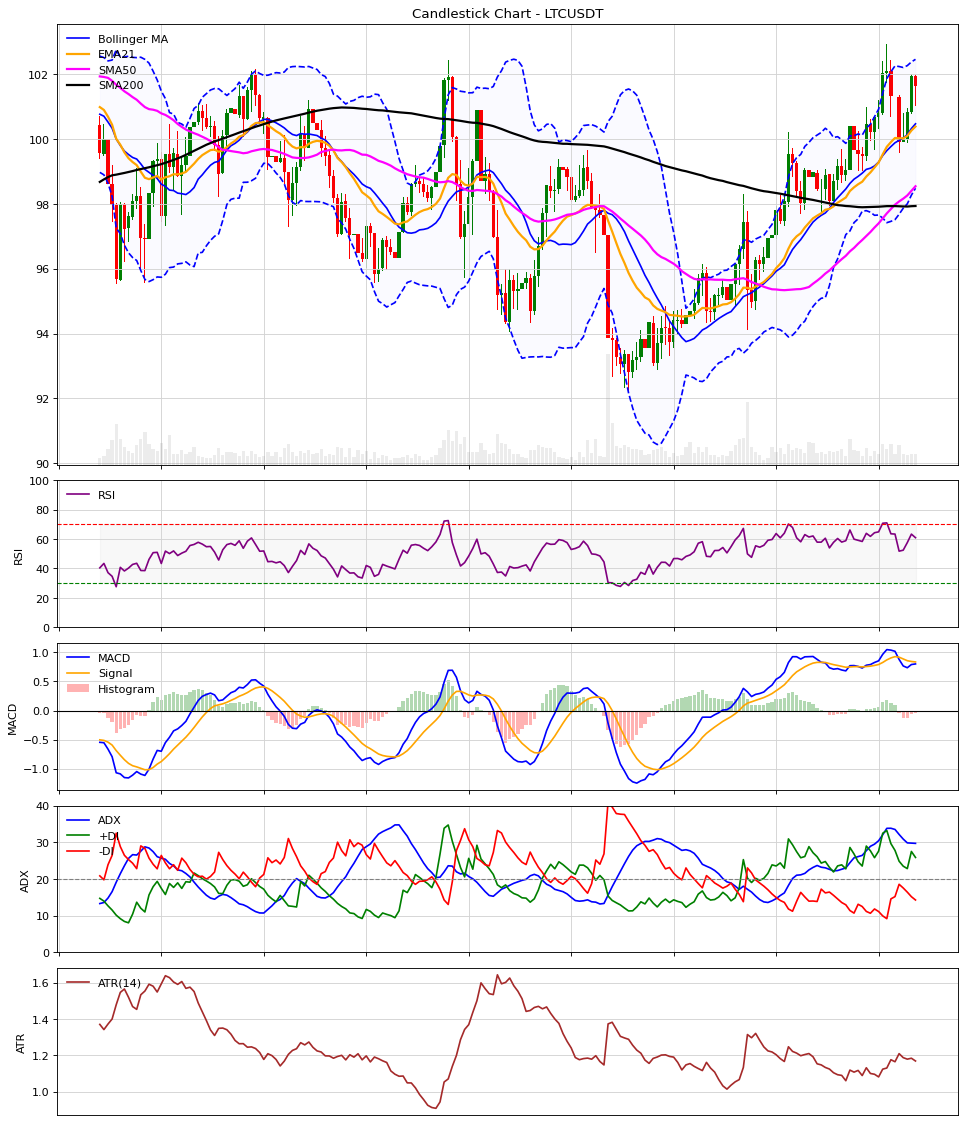 Candlestick Chart - LTCUSDT
Bollinger MA
EMA21
SMA50
SMA200
102
100
98
96
94
92
90
RSI
RSI
100
80
60
40
20
0
MACD
Signal
Histogram
MACD
1.0
0.5
0.0
−0.5
−1.0
ADX
+DI
-DI
ADX
40
30
20
10
0
ATR(14)
ATR
1.6
1.4
1.2
1.0